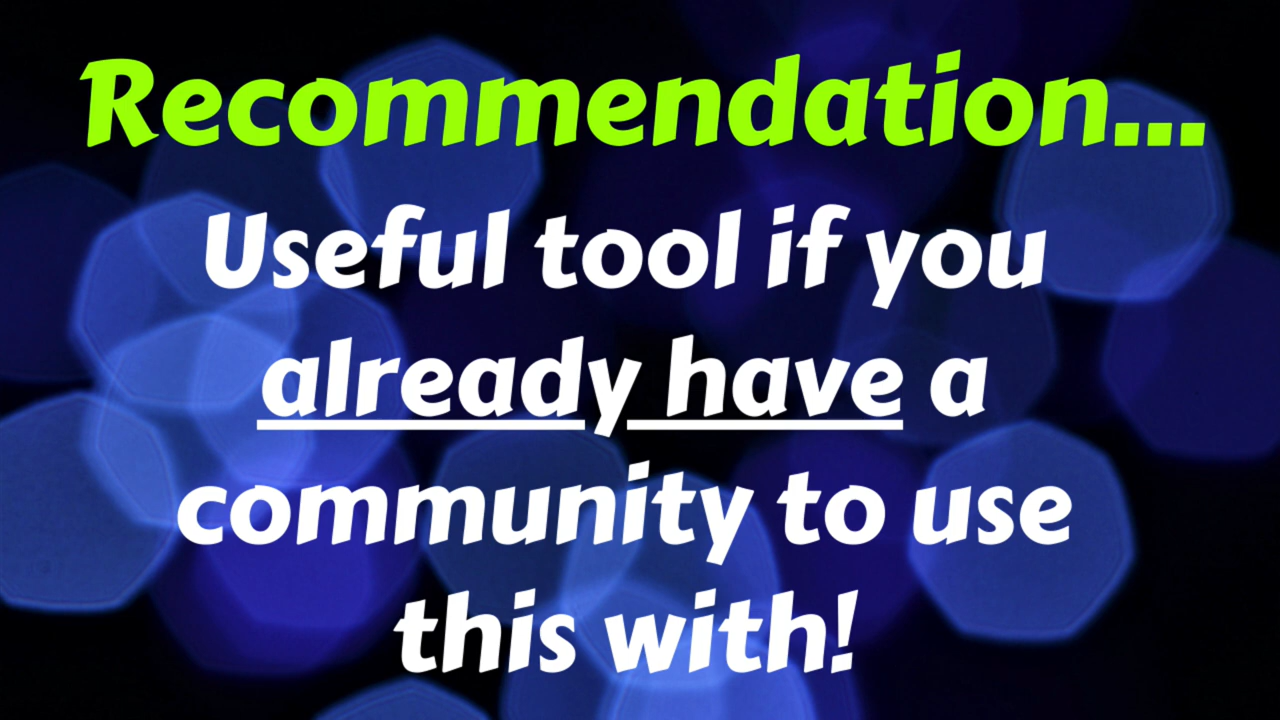 Recommendation...
Useful tool if you
already have a
community to use
this with!